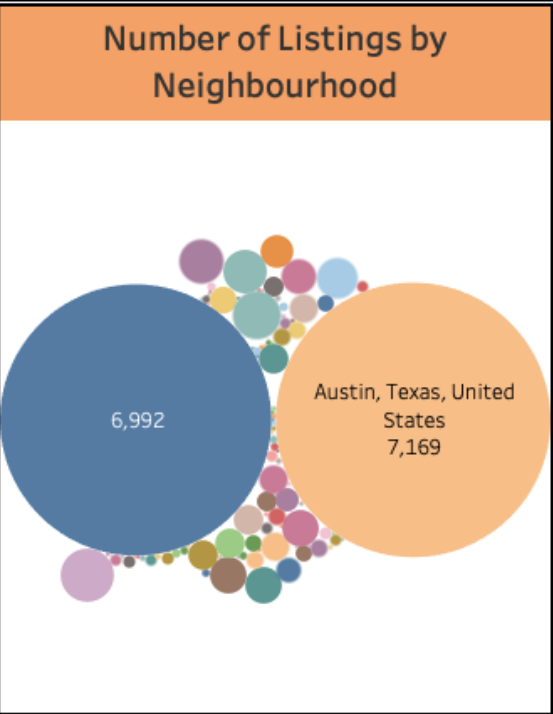 Number of Listings by
Neighbourhood
6,992
Austin, Texas, United
States
7,169